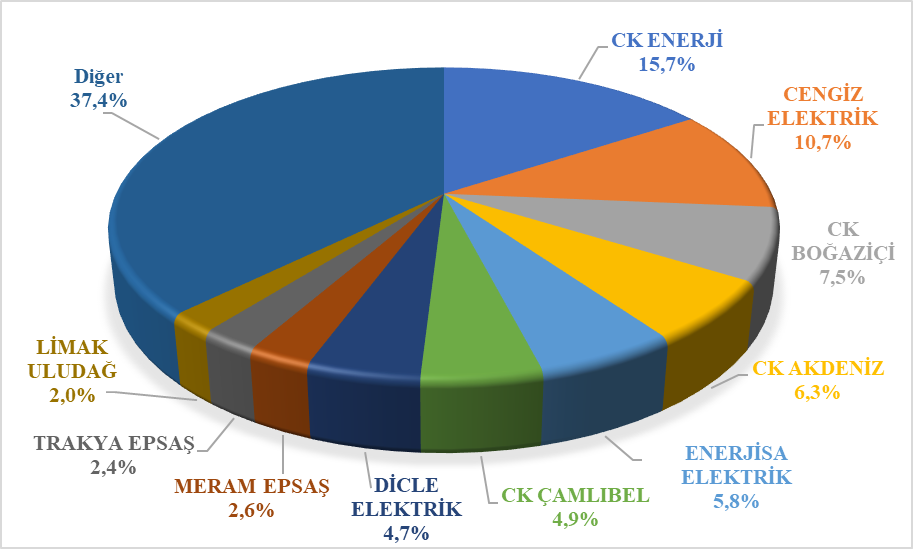 CK ENERJİ
15,7%
CENGİZ
ELEKTRİK
10,7%
CK
BOĞAZİÇİ
7,5%
CK AKDENİZ
6,3%
ENERJİSA
ELEKTRİK
5,8%
CK ÇAMLIBEL
4,9%
DİCLE
ELEKTRİK
4,7%
MERAM EPSAŞ
2,6%
TRAKYA EPSAŞ
2,4%
LİMAK
ULUDAĞ
2,0%
Diğer
37,4%